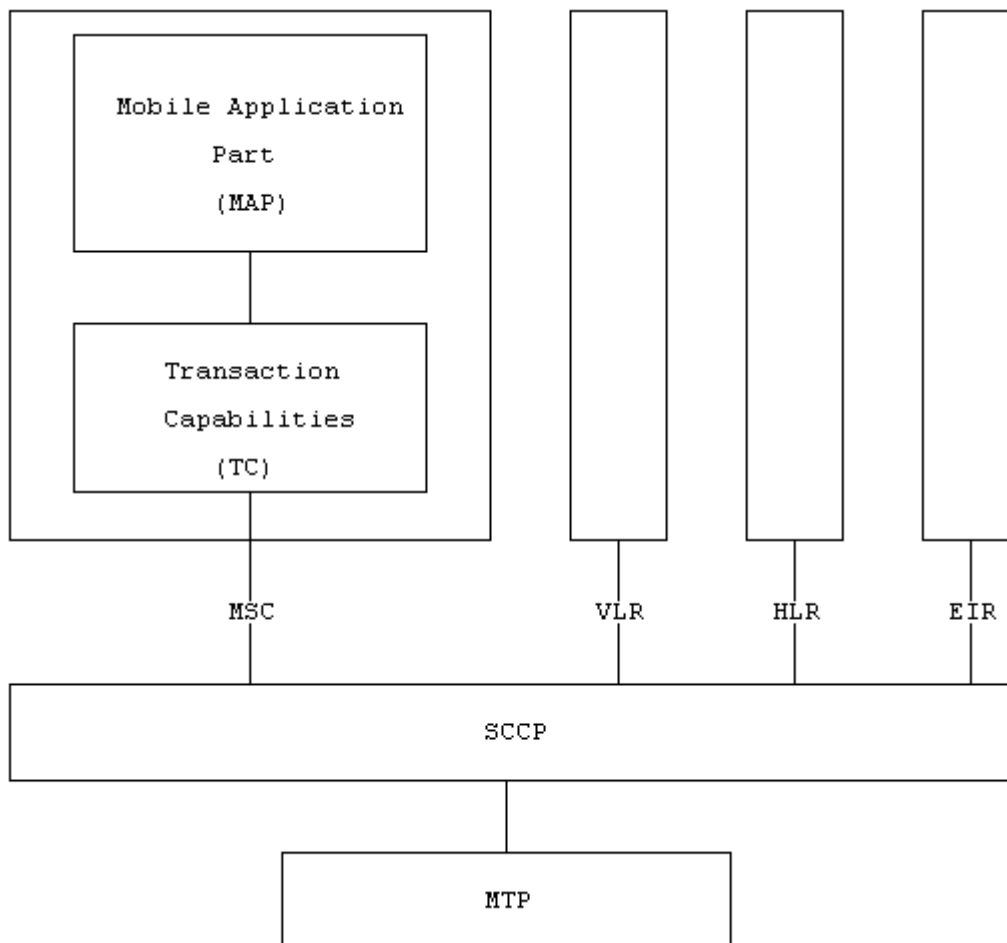 Mobile Application
Part
(MAP)
Transaction
Capabilities
(TC)
MSC
VLR
HLR
EIR
SCCP
MTP